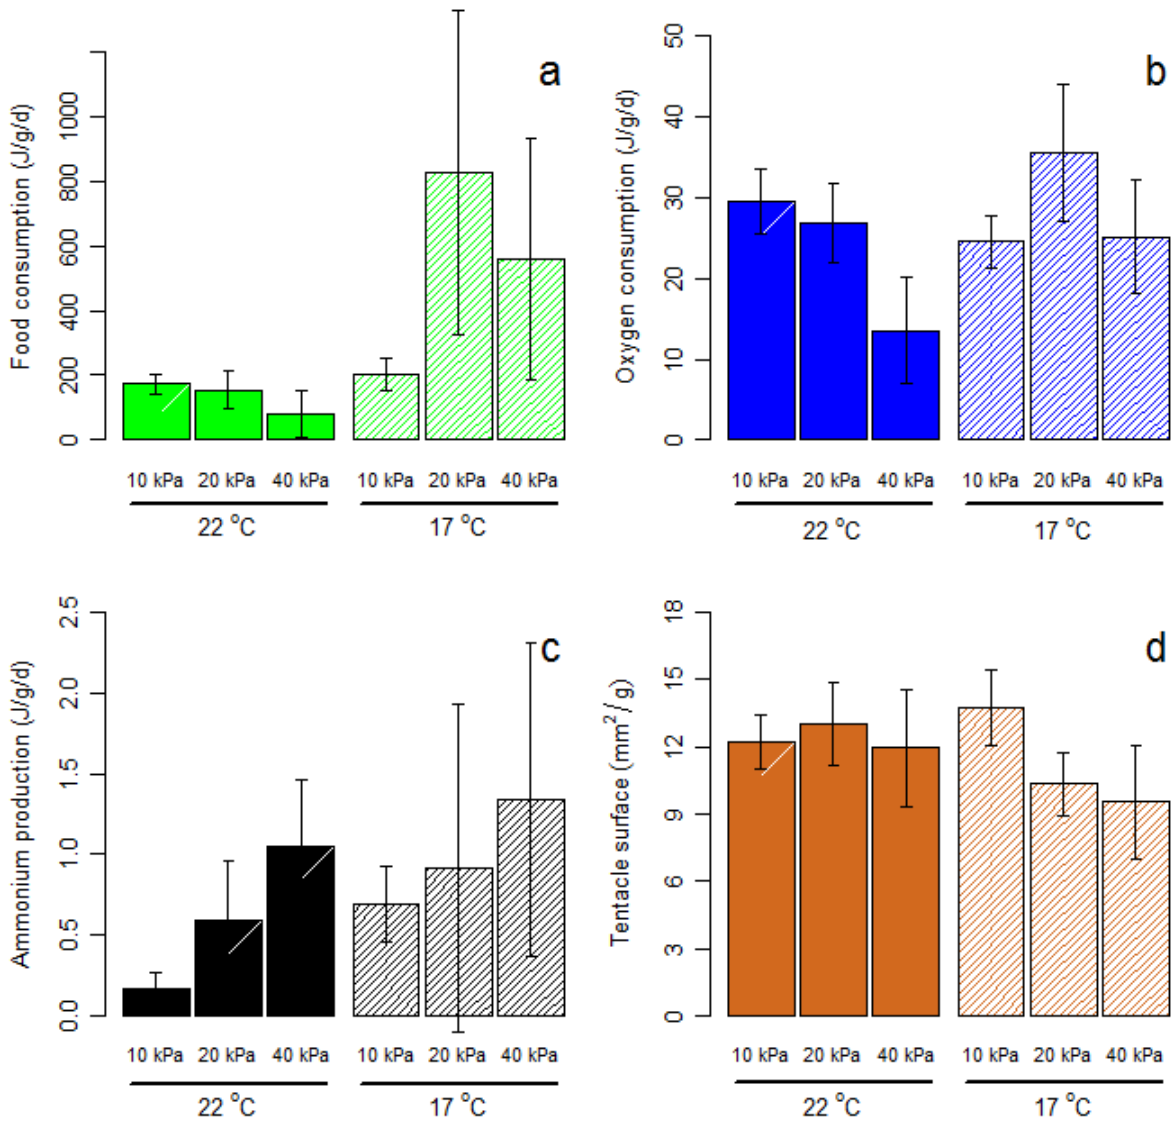 a
Food consumption (J/g/d)
0 200 400 600 800 1000
10 kPa 20 kPa 40 kPa 10 kPa 20 kPa 40 kPa
22 °C 17 °C
b
Oxygen consumption (J/g/d)
0 10 20 30 40 50
10 kPa 20 kPa 40 kPa 10 kPa 20 kPa 40 kPa
22 °C 17 °C
c
Ammonium production (J/g/d)
0.0 0.5 1.0 1.5 2.0 2.5
10 kPa 20 kPa 40 kPa 10 kPa 20 kPa 40 kPa
22 °C 17 °C
d
Tentacle surface (mm²/g)
0 3 6 9 12 15 18
10 kPa 20 kPa 40 kPa 10 kPa 20 kPa 40 kPa
22 °C 17 °C